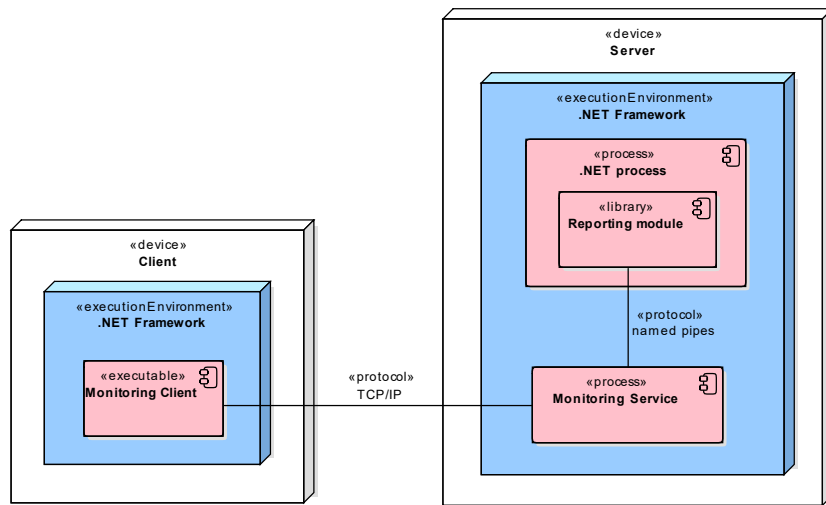 «device»
Server
«executionEnvironment»
.NET Framework
«process»
.NET process
«library»
Reporting module
«device»
Client
«executionEnvironment»
.NET Framework
«protocol»
named pipes
«executable»
Monitoring Client
«protocol»
TCP/IP
«process»
Monitoring Service